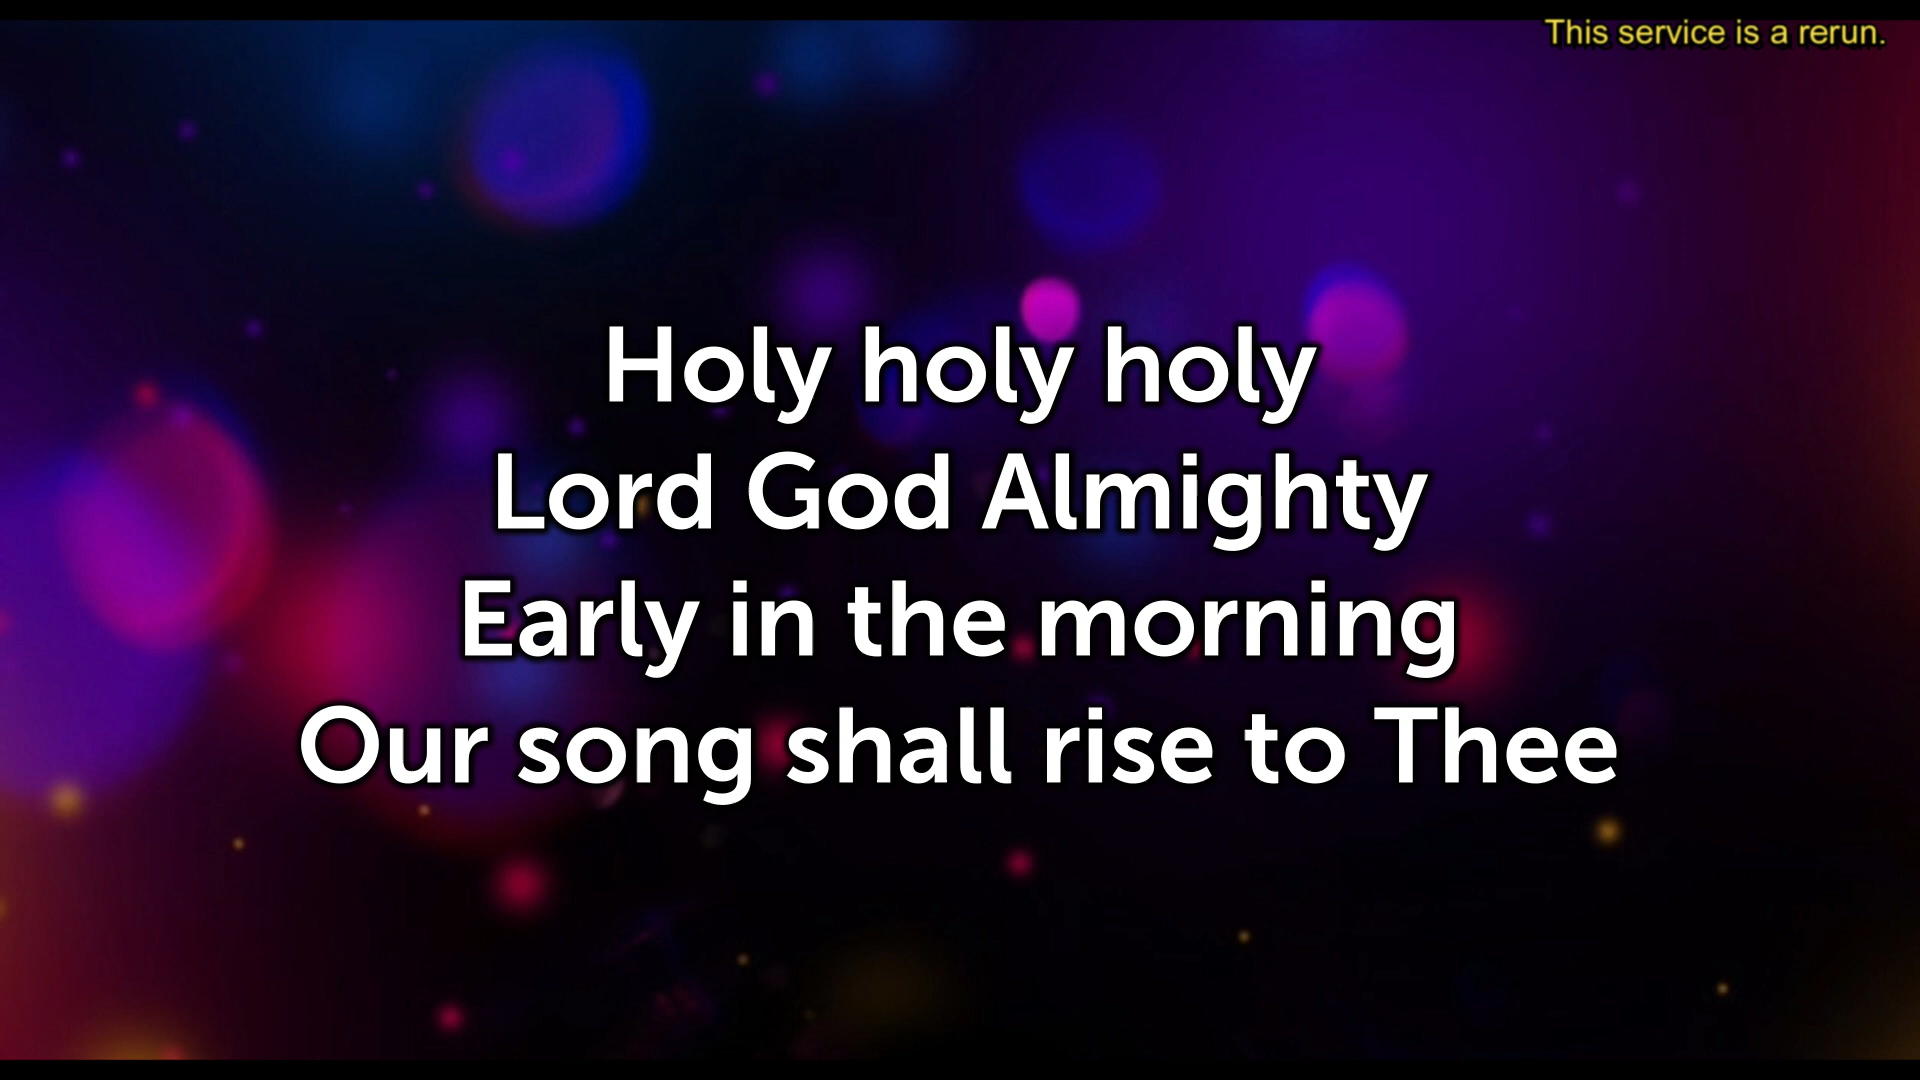 This service is a rerun.
Holy holy holy
Lord God Almighty
Early in the morning
Our song shall rise to Thee